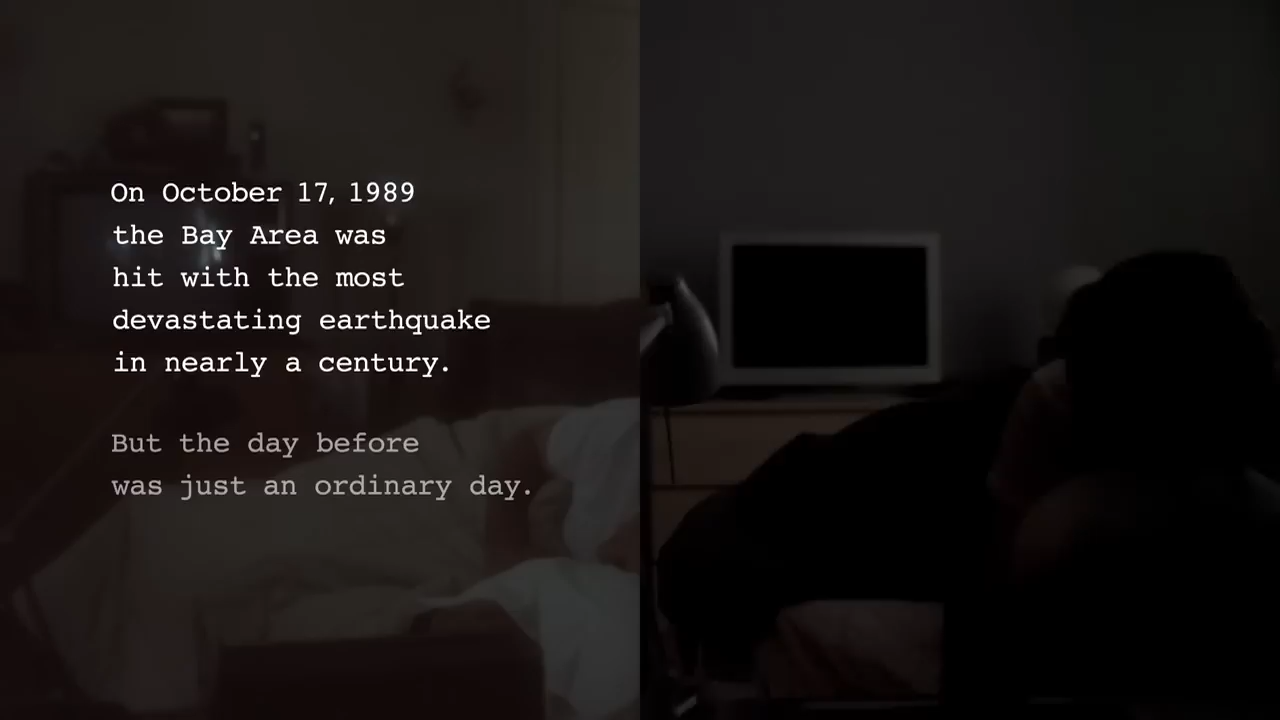 On October 17, 1989
the Bay Area was
hit with the most
devastating earthquake
in nearly a century.
But the day before
was just an ordinary day.